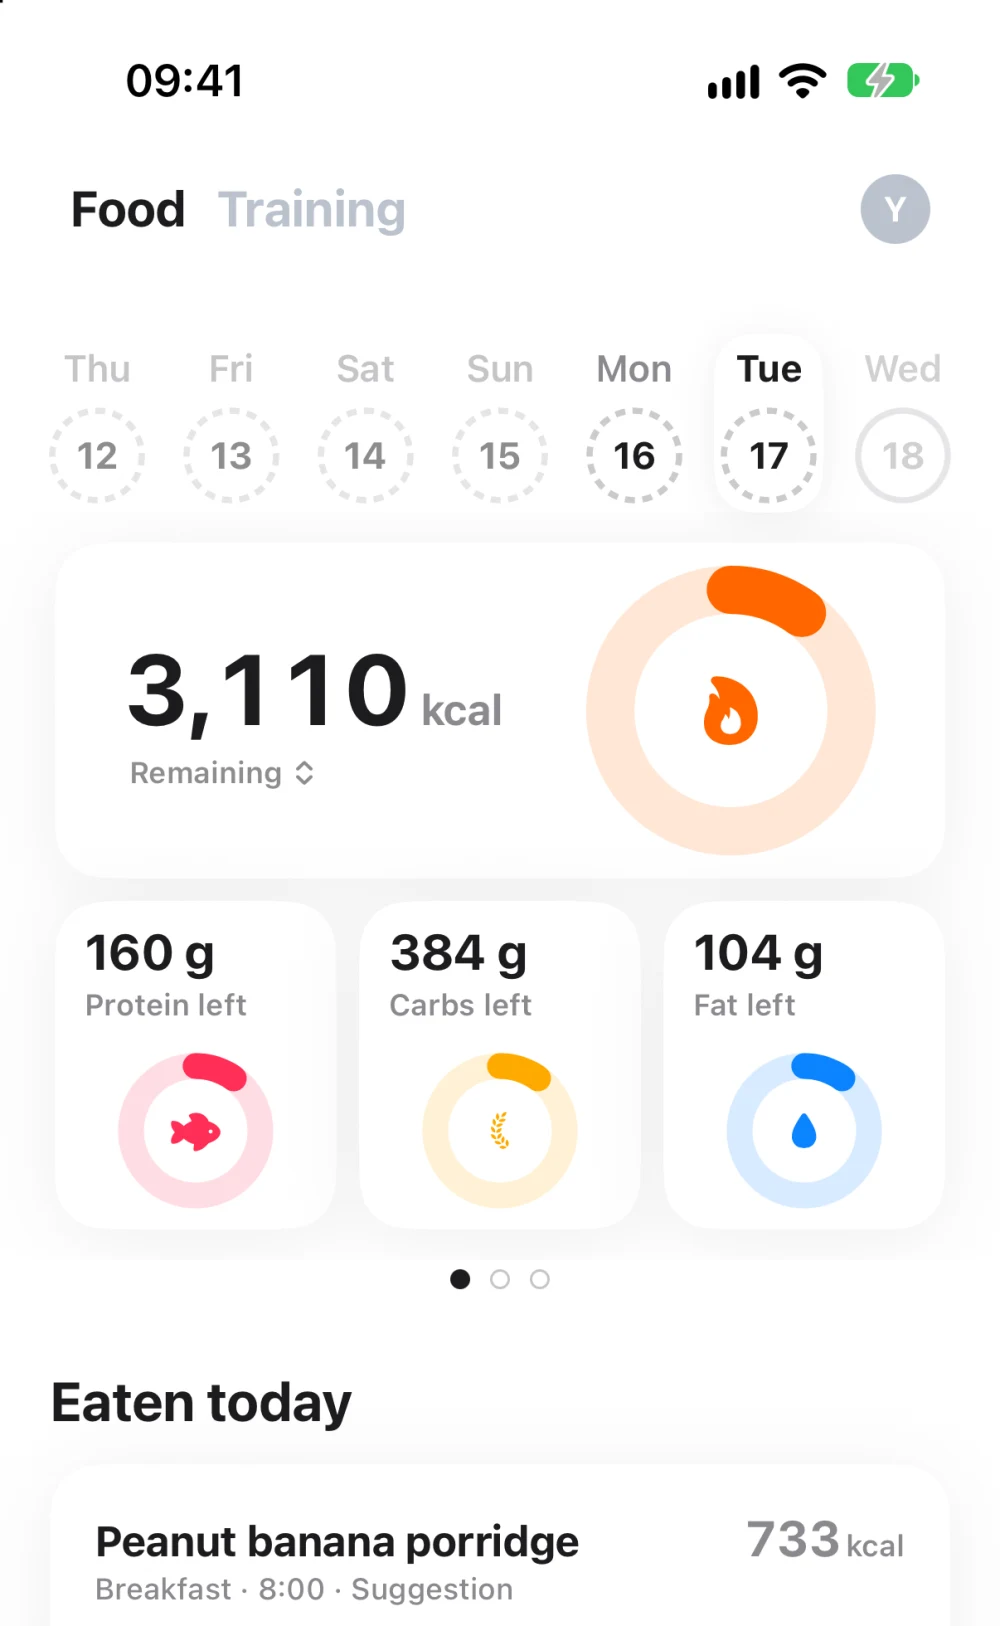 09:41
Food Training Y
Thu Fri Sat Sun Mon Tue Wed
12 13 14 15 16 17 18
3,110 kcal
Remaining
160 g 384 g 104 g
Protein left Carbs left Fat left
Eaten today
Peanut banana porridge 733 kcal
Breakfast · 8:00 · Suggestion